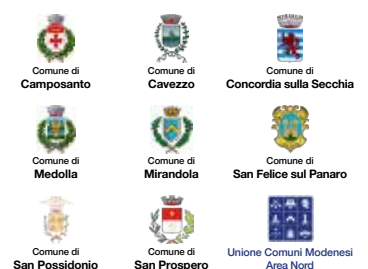 Comune di
Camposanto
Comune di
Cavezzo
Comune di
Concordia sulla Secchia
Comune di
Medolla
Comune di
Mirandola
Comune di
San Felice sul Panaro
Comune di
San Possidonio
Comune di
San Prospero
Unione Comuni Modenesi
Area Nord